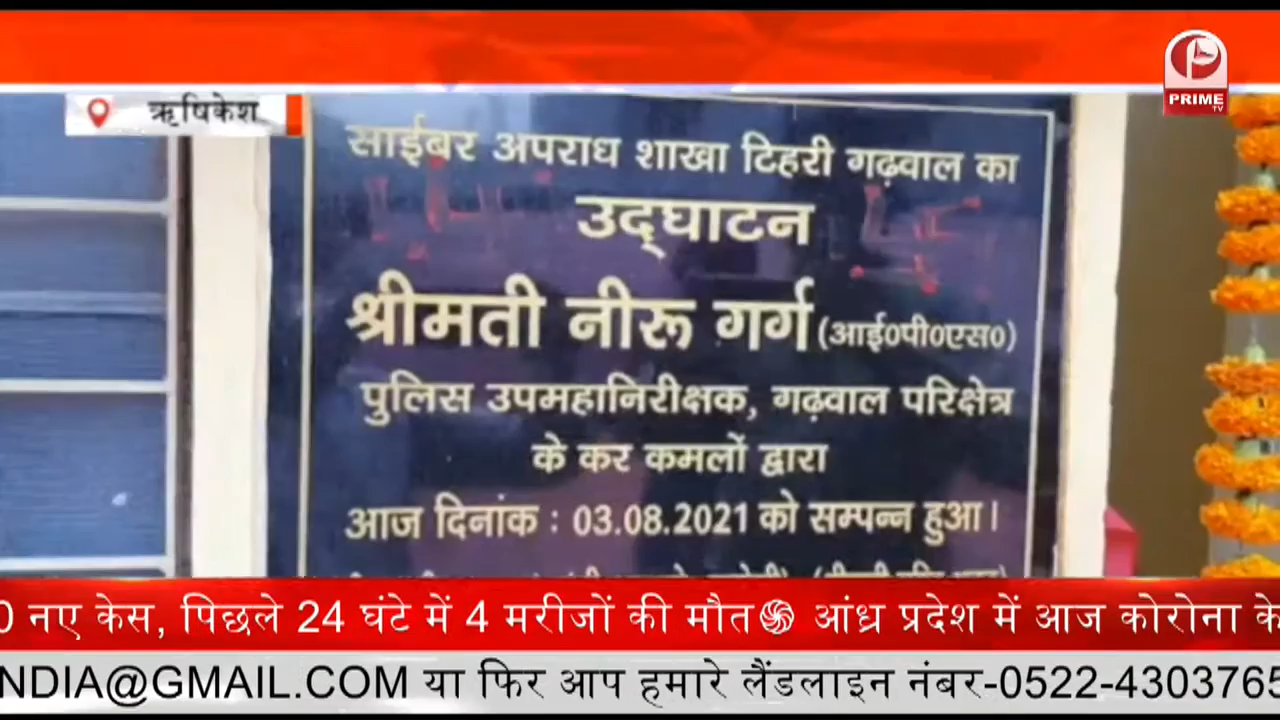 PRIME
TV
ऋषिकेश
साईबर अपराध शाखा टिहरी गढ़वाल का
उद्‌घाटन
श्रीमती नीरू गर्ग (आई0पी0एस0)
पुलिस उपमहानिरीक्षक, गढ़वाल परिक्षेत्र
के कर कमलों द्वारा
आज दिनांक : 03.08.2021 को सम्पन्न हुआ।
0 नए केस, पिछले 24 घंटे में 4 मरीजों की मौत आंध्र प्रदेश में आज कोरोना के
NDIA@GMAIL.COM या फिर आप हमारे लैंडलाइन नंबर-0522-4303765